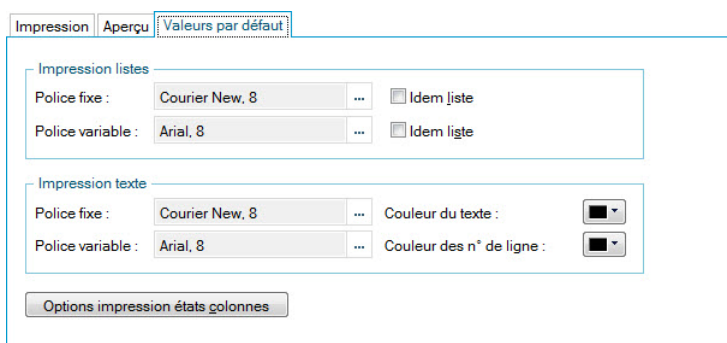 Impression Aperçu Valeurs par défaut
Impression listes
Police fixe : Courier New, 8 ... Idem liste
Police variable : Arial, 8 ... Idem liste
Impression texte
Police fixe : Courier New, 8 ... Couleur du texte :
Police variable : Arial, 8 ... Couleur des n° de ligne :
Options impression états colonnes